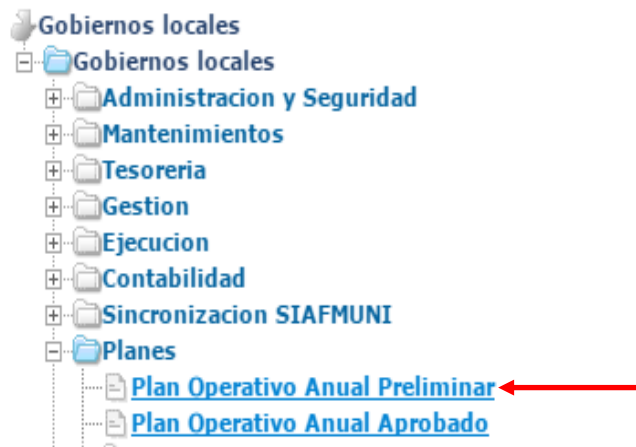 Gobiernos locales
Gobiernos locales
Administracion y Seguridad
Mantenimientos
Tesoreria
Gestion
Ejecucion
Contabilidad
Sincronizacion SIAFMUNI
Planes
Plan Operativo Anual Preliminar
Plan Operativo Anual Aprobado